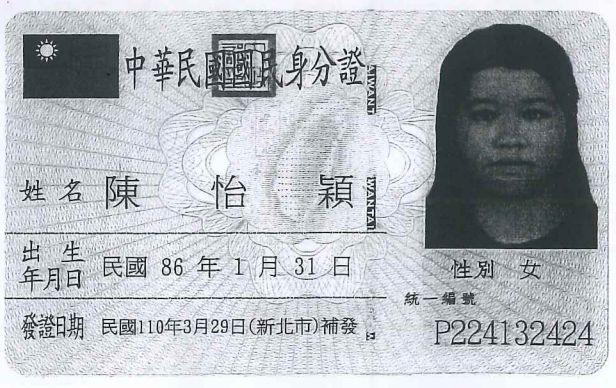 中華民國國民身分證
姓名 陳怡穎
出生年月日 民國 86 年 1 月 31 日
性別 女
統一編號
發證日期 民國110年3月29日(新北市)補發
P224132424